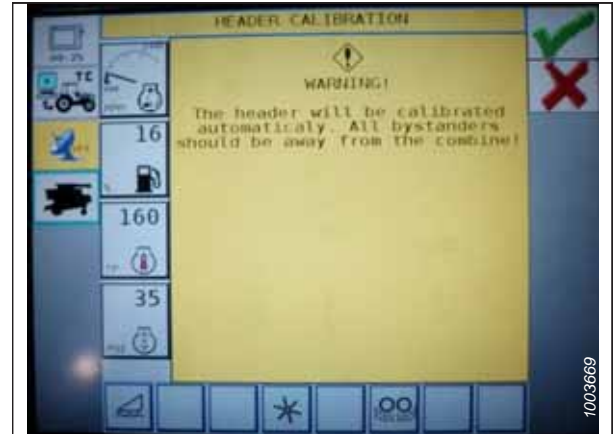 HEADER CALIBRATION
TC
WARNING!
The header will be calibrated
automaticaly. All bystanders
should be away from the combine!
16
160
35
1003669